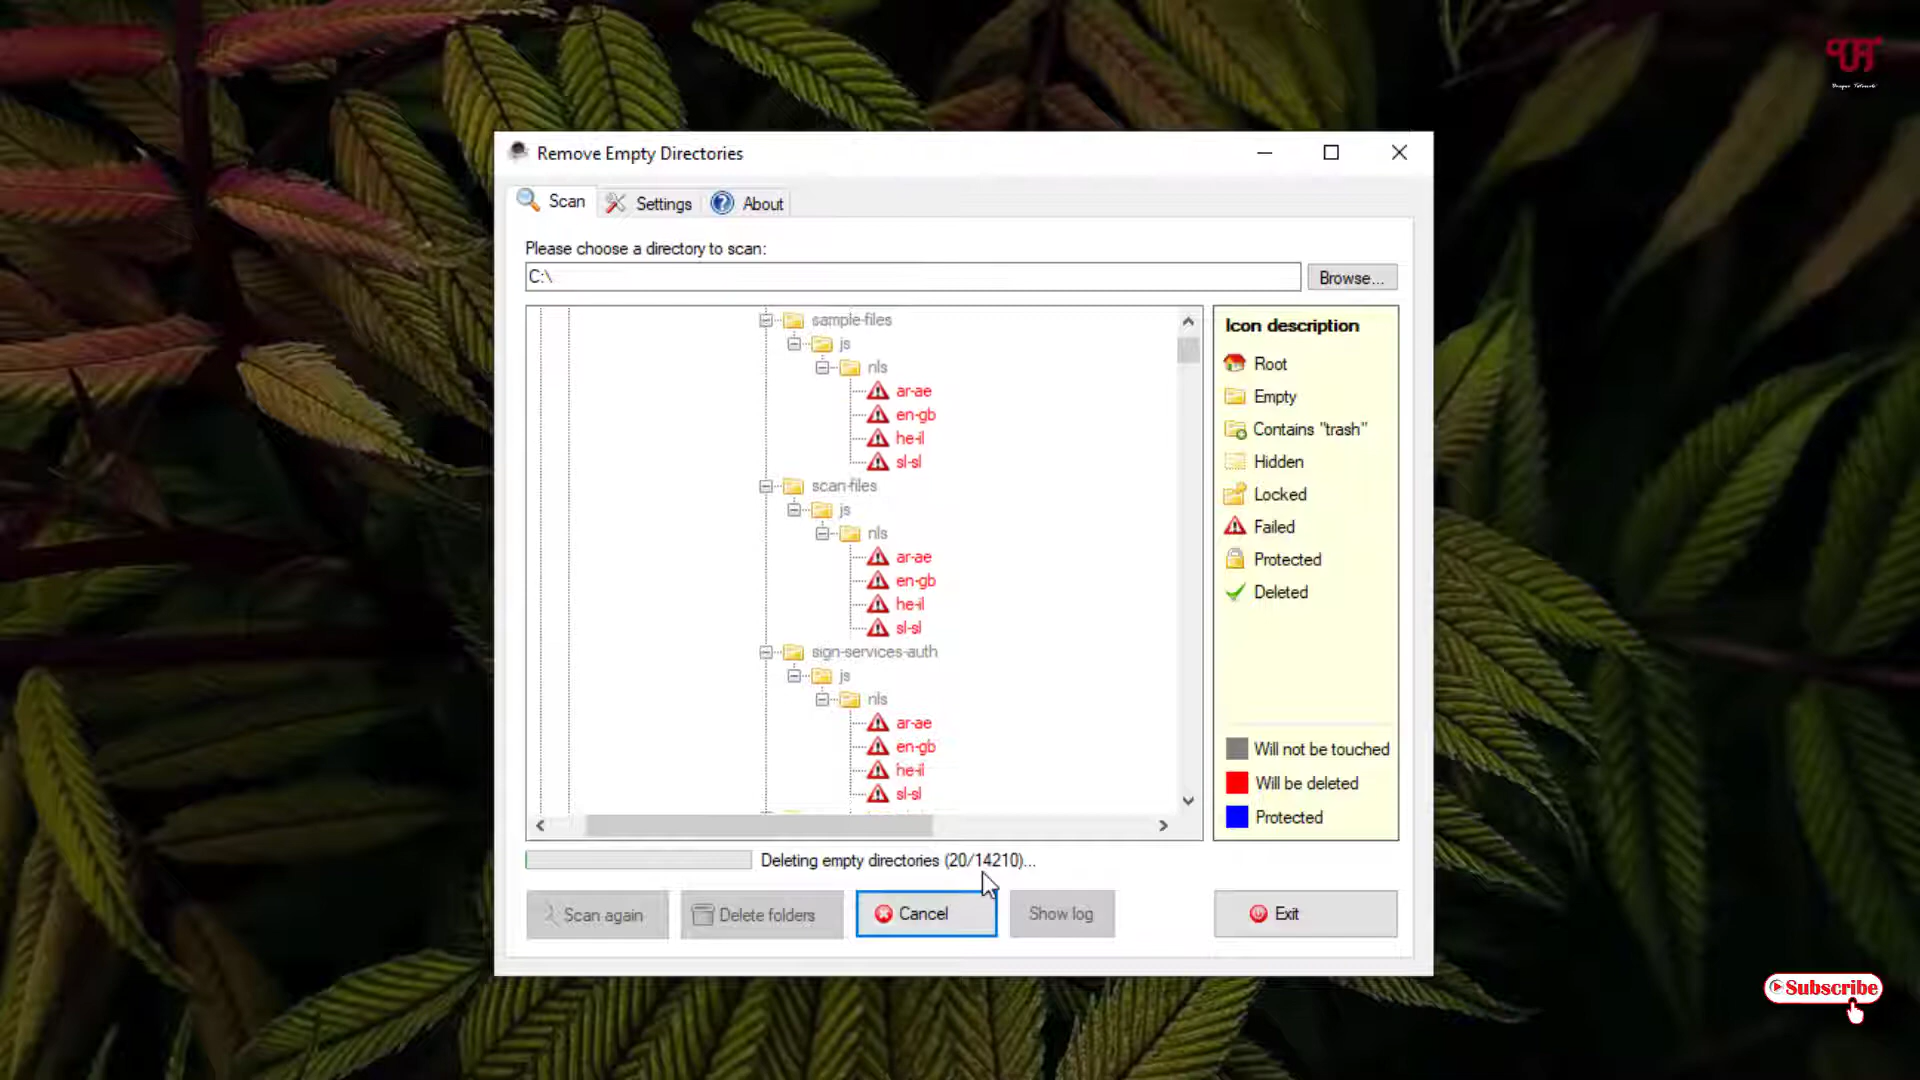 Remove Empty Directories
Scan
Settings
About
Please choose a directory to scan:
C:\
Browse...
sample-files
js
nls
ar-ae
en-gb
he-il
sl-sl
scan-files
js
nls
ar-ae
en-gb
he-il
sl-sl
sign-services-auth
js
nls
ar-ae
en-gb
he-il
sl-sl
Icon description
Root
Empty
Contains "trash"
Hidden
Locked
Failed
Protected
Deleted
Will not be touched
Will be deleted
Protected
Deleting empty directories (20/14210)...
Scan again
Delete folders
Cancel
Show log
Exit
Subscribe